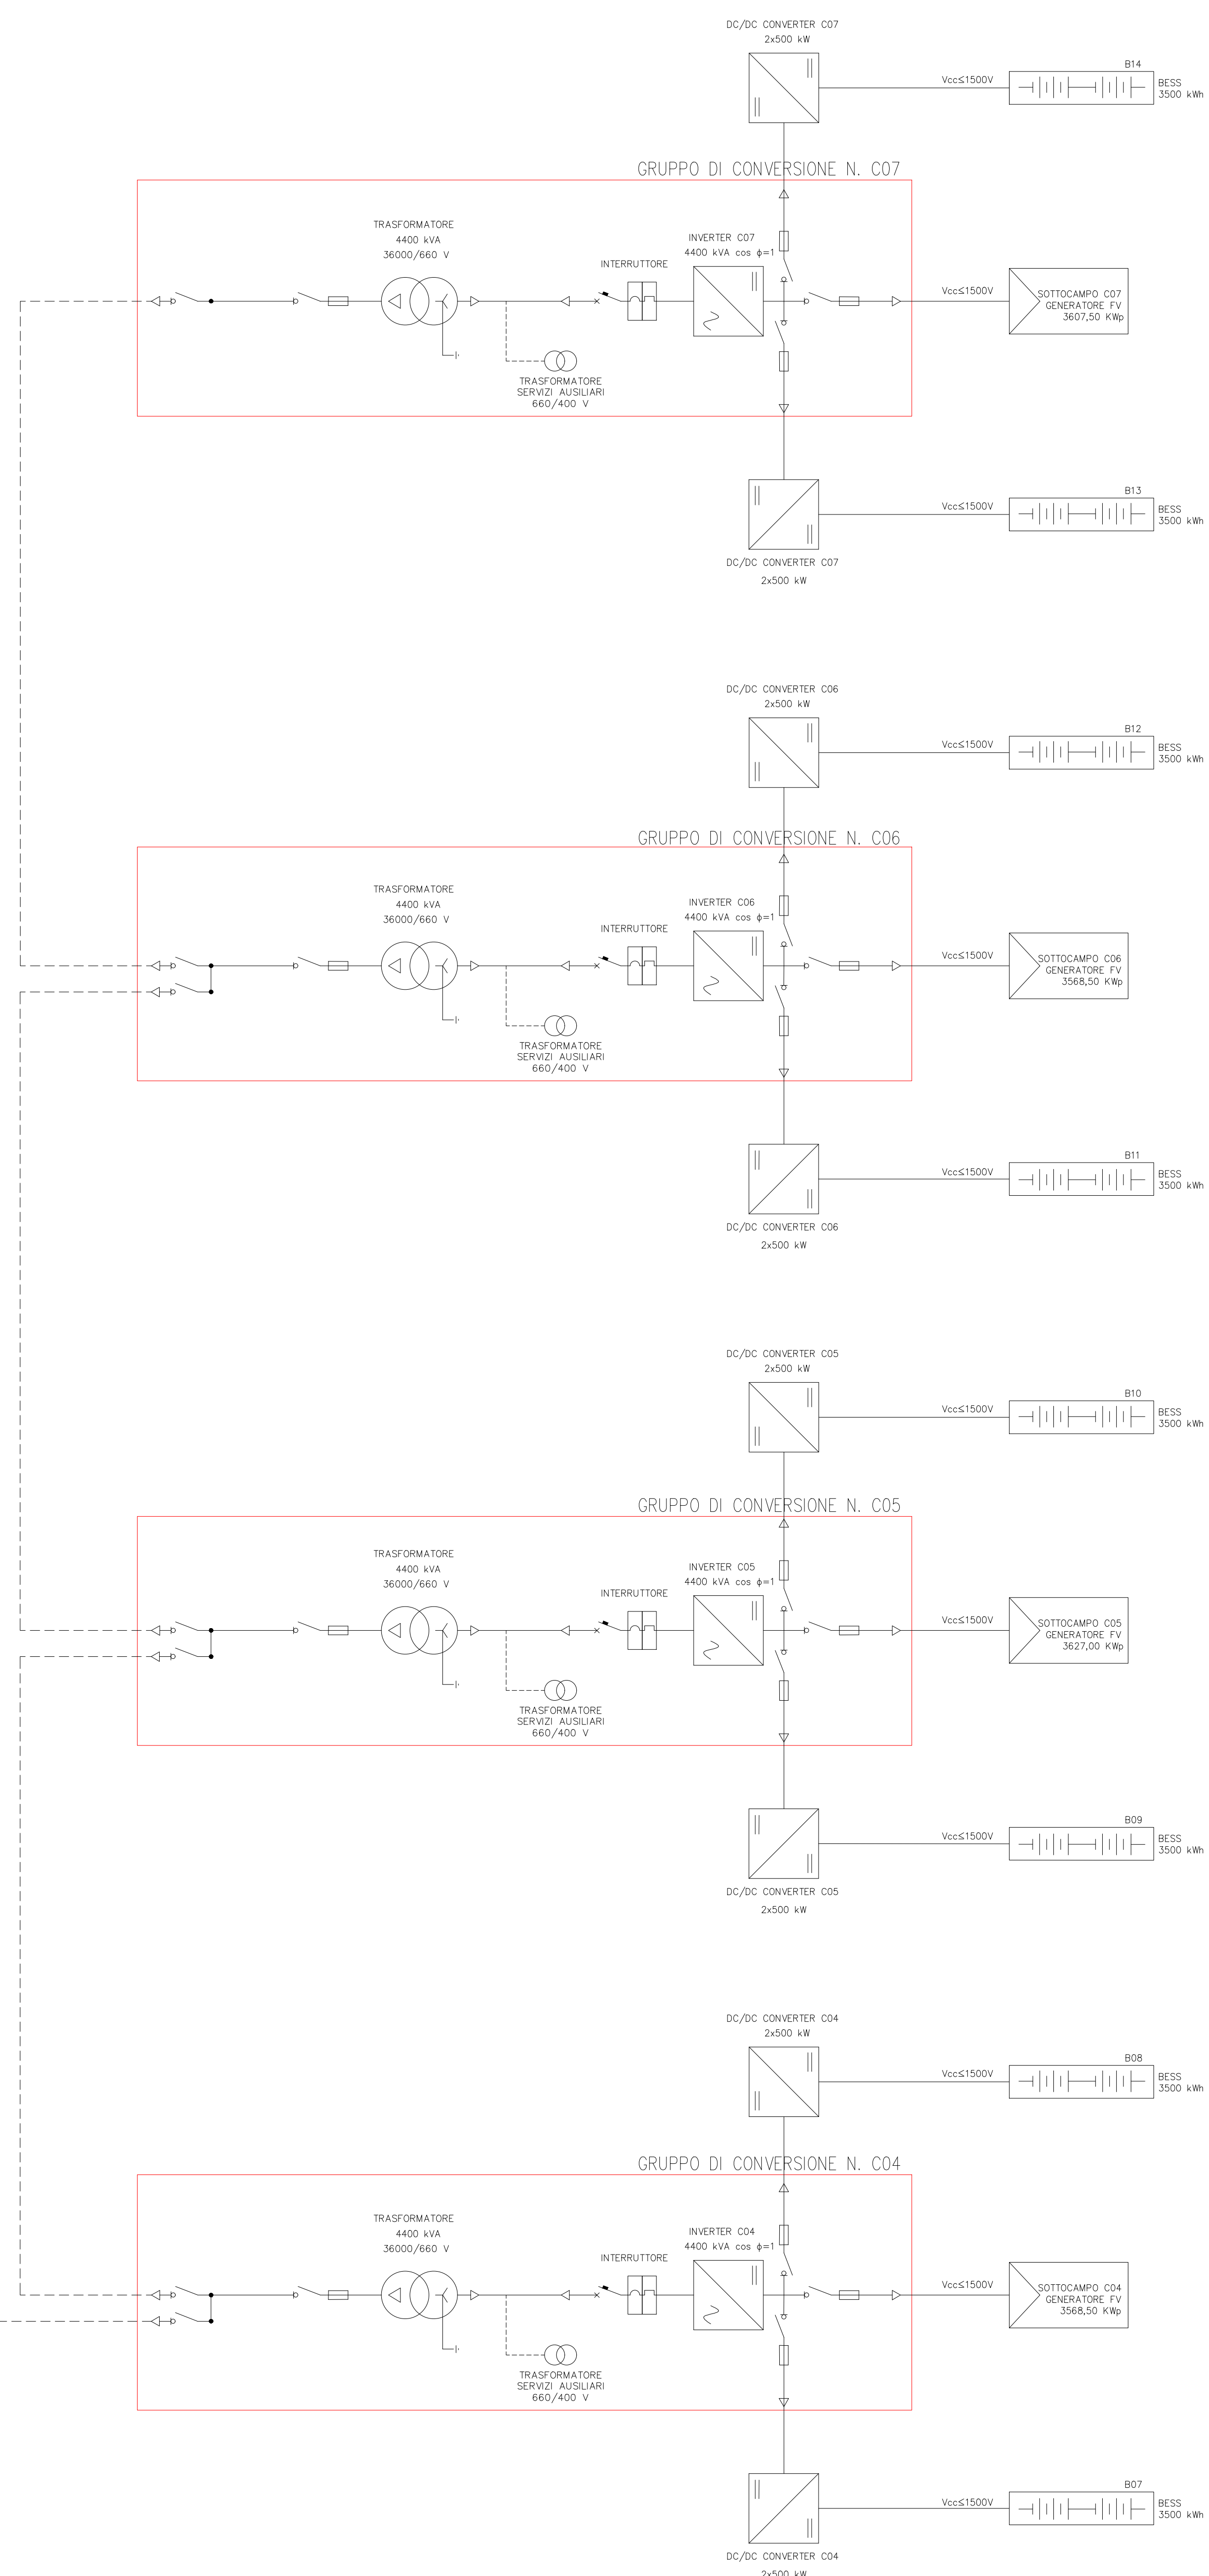 DC/DC CONVERTER C07
2x500 kW
B14
Vcc≤1500V
BESS
3500 kWh
GRUPPO DI CONVERSIONE N. C07
TRASFORMATORE
4400 kVA
36000/660 V
INTERRUTTORE
INVERTER C07
4400 kVA cos ϕ=1
Vcc≤1500V
SOTTOCAMPO C07
GENERATORE FV
3607,50 KWp
TRASFORMATORE
SERVIZI AUSILIARI
660/400 V
B13
Vcc≤1500V
BESS
3500 kWh
DC/DC CONVERTER C07
2x500 kW
DC/DC CONVERTER C06
2x500 kW
B12
Vcc≤1500V
BESS
3500 kWh
GRUPPO DI CONVERSIONE N. C06
TRASFORMATORE
4400 kVA
36000/660 V
INTERRUTTORE
INVERTER C06
4400 kVA cos ϕ=1
Vcc≤1500V
SOTTOCAMPO C06
GENERATORE FV
3568,50 KWp
TRASFORMATORE
SERVIZI AUSILIARI
660/400 V
B11
Vcc≤1500V
BESS
3500 kWh
DC/DC CONVERTER C06
2x500 kW
DC/DC CONVERTER C05
2x500 kW
B10
Vcc≤1500V
BESS
3500 kWh
GRUPPO DI CONVERSIONE N. C05
TRASFORMATORE
4400 kVA
36000/660 V
INTERRUTTORE
INVERTER C05
4400 kVA cos ϕ=1
Vcc≤1500V
SOTTOCAMPO C05
GENERATORE FV
3627,00 KWp
TRASFORMATORE
SERVIZI AUSILIARI
660/400 V
B09
Vcc≤1500V
BESS
3500 kWh
DC/DC CONVERTER C05
2x500 kW
DC/DC CONVERTER C04
2x500 kW
B08
Vcc≤1500V
BESS
3500 kWh
GRUPPO DI CONVERSIONE N. C04
TRASFORMATORE
4400 kVA
36000/660 V
INTERRUTTORE
INVERTER C04
4400 kVA cos ϕ=1
Vcc≤1500V
SOTTOCAMPO C04
GENERATORE FV
3568,50 KWp
TRASFORMATORE
SERVIZI AUSILIARI
660/400 V
B07
Vcc≤1500V
BESS
3500 kWh
DC/DC CONVERTER C04
2x500 kW